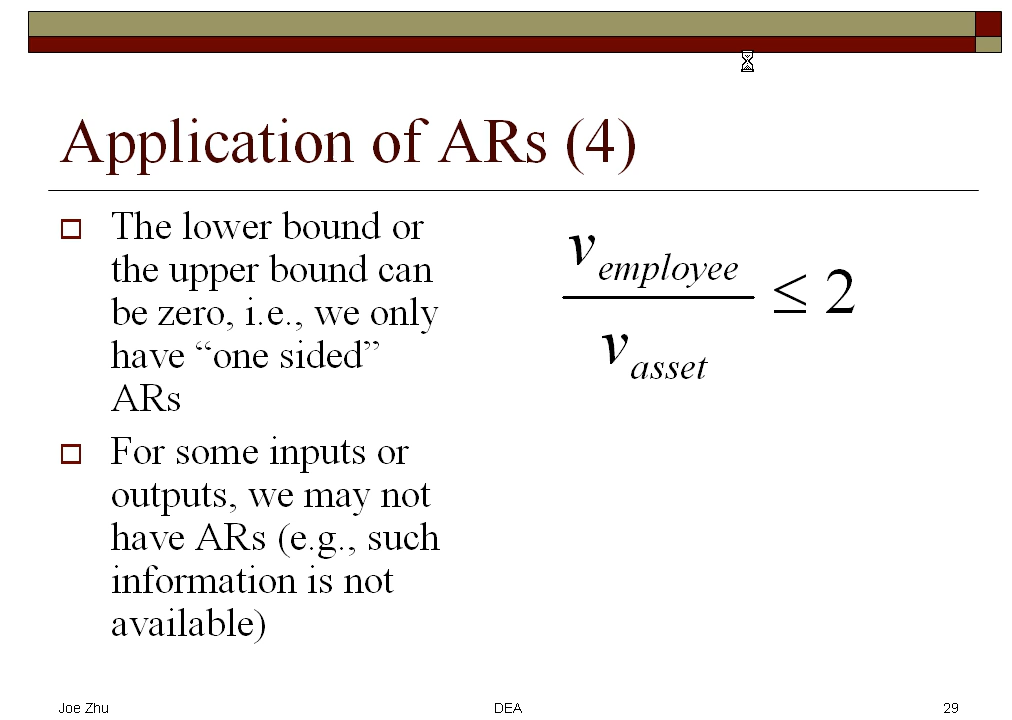 Application of ARs (4)
The lower bound or
the upper bound can
be zero, i.e., we only
have “one sided”
ARs
For some inputs or
outputs, we may not
have ARs (e.g., such
information is not
available)
v employee
≤ 2
v asset
Joe Zhu
DEA
29